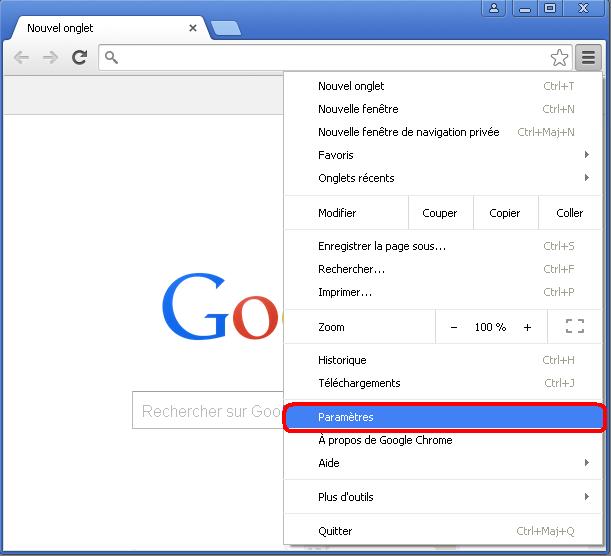 Nouvel onglet
Nouvel onglet Ctrl+T
Nouvelle fenêtre Ctrl+N
Nouvelle fenêtre de navigation privée Ctrl+Maj+N
Favoris
Onglets récents
Modifier Couper Copier Coller
Enregistrer la page sous... Ctrl+S
Rechercher... Ctrl+F
Imprimer... Ctrl+P
Zoom − 100 % +
Historique Ctrl+H
Téléchargements Ctrl+J
Paramètres
À propos de Google Chrome
Aide
Plus d'outils
Quitter Ctrl+Maj+Q
Goo
Rechercher sur Goo